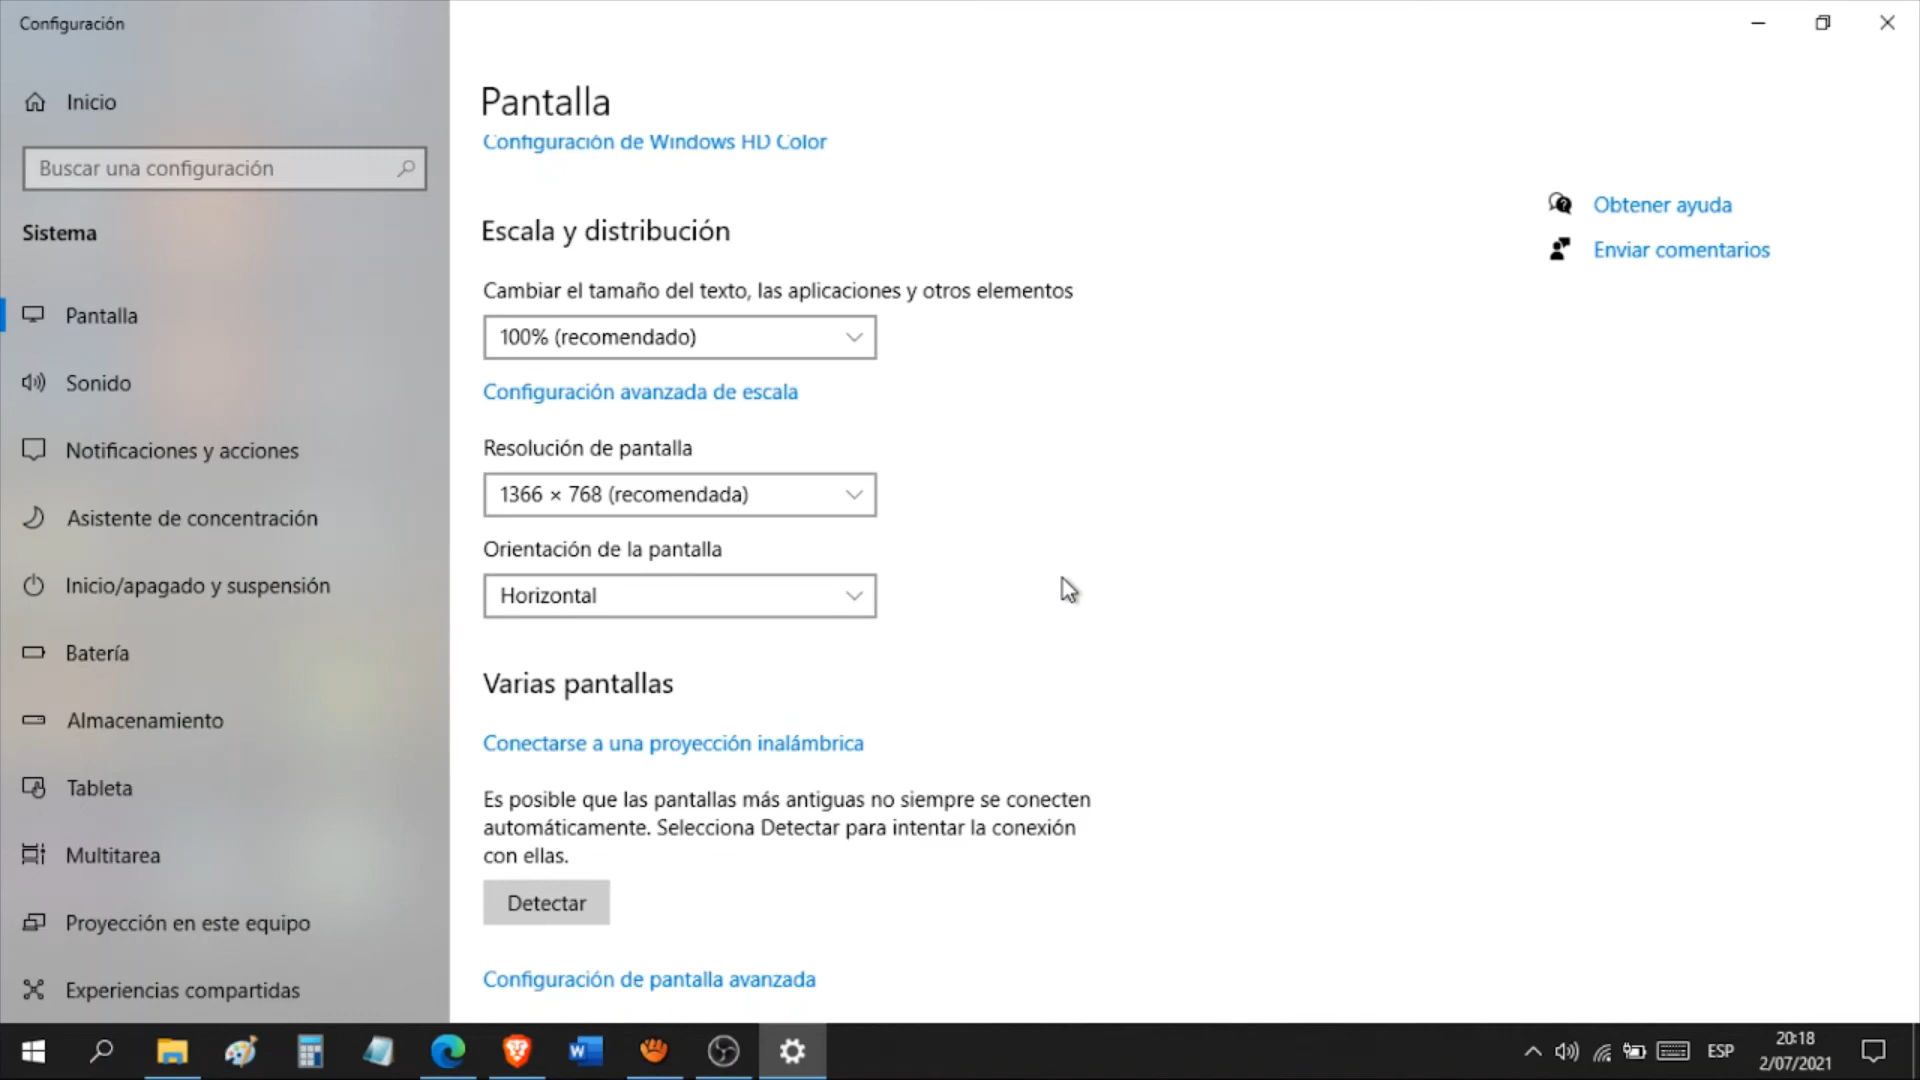 Configuración
Inicio
Buscar una configuración
Sistema
Pantalla
Sonido
Notificaciones y acciones
Asistente de concentración
Inicio/apagado y suspensión
Batería
Almacenamiento
Tableta
Multitarea
Proyección en este equipo
Experiencias compartidas
Pantalla
Configuración de Windows HD Color
Escala y distribución
Cambiar el tamaño del texto, las aplicaciones y otros elementos
100% (recomendado)
Configuración avanzada de escala
Resolución de pantalla
1366 × 768 (recomendada)
Orientación de la pantalla
Horizontal
Varias pantallas
Conectarse a una proyección inalámbrica
Es posible que las pantallas más antiguas no siempre se conecten
automáticamente. Selecciona Detectar para intentar la conexión
con ellas.
Detectar
Configuración de pantalla avanzada
Obtener ayuda
Enviar comentarios
W
ESP
20:18
2/07/2021